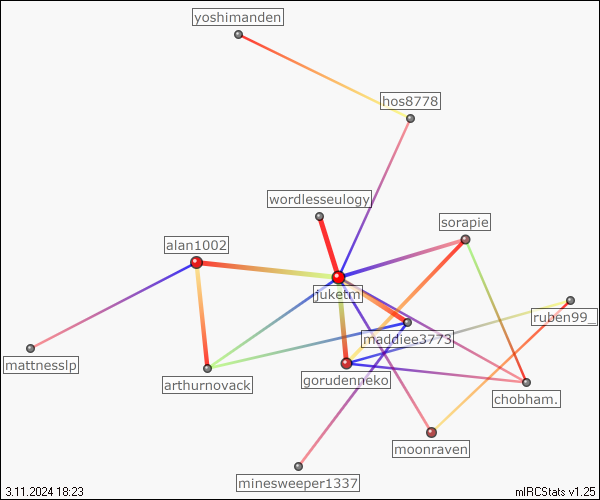 yoshimanden
hos8778
wordlesseulogy
sorapie
alan1002
juketm
ruben99_
maddiee3773
mattnesslp
gorudenneko
arthurnovack
chobham.
moonraven
minesweeper1337
3.11.2024 18:23
mIRCStats v1.25